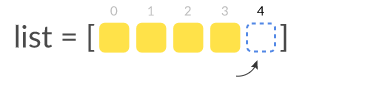 0 1 2 3 4
list = [ ]